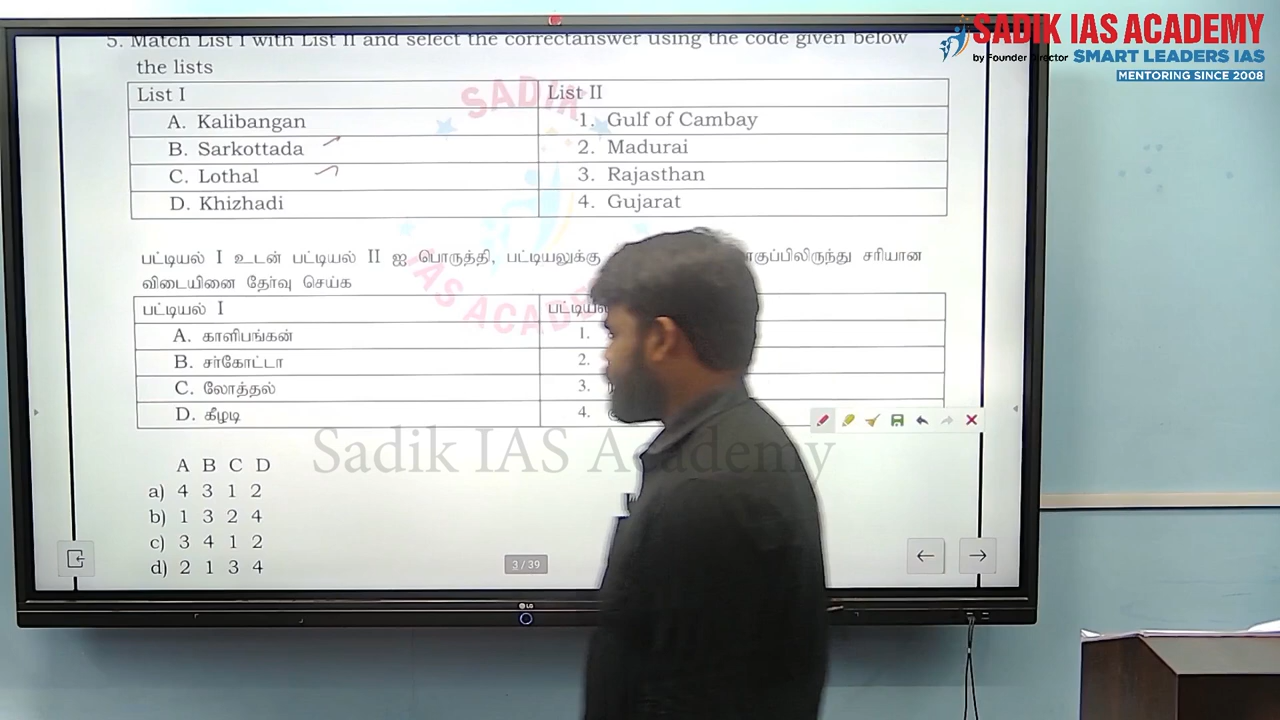 SADIK IAS ACADEMY
by Founder Director SMART LEADERS IAS
MENTORING SINCE 2008
5. Match List I with List II and select the correctanswer using the code given below
the lists
List I List II
A. Kalibangan 1. Gulf of Cambay
B. Sarkottada 2. Madurai
C. Lothal 3. Rajasthan
D. Khizhadi 4. Gujarat
SADIK
IAS ACAD
பட்டியல் I உடன் பட்டியல் II ஐ பொருத்தி, பட்டியலுக்கு சரியான
விடையினை தேர்வு செய்க
பட்டியல் I
A. காளிபங்கன் 1.
B. சர்கோட்டா 2.
C. லோத்தல் 3.
D. கீழடி 4.
Sadik IAS Academy
A B C D
a) 4 3 1 2
b) 1 3 2 4
c) 3 4 1 2
d) 2 1 3 4
3 / 39
LG